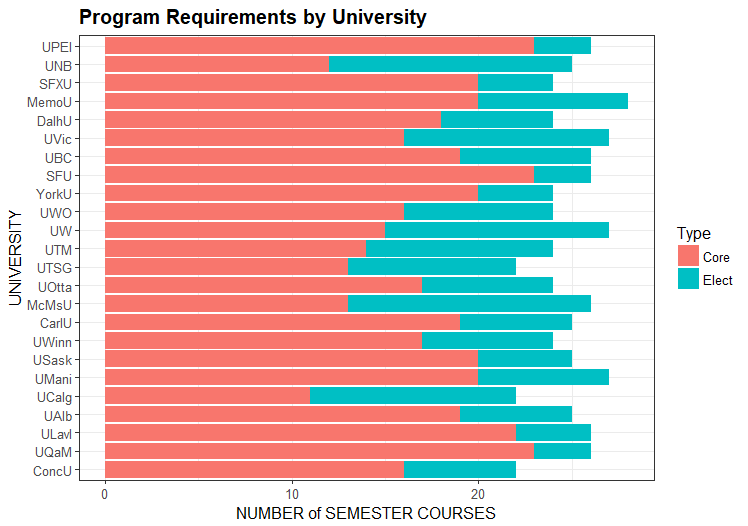 Program Requirements by University
UPEI
UNB
SFXU
MemoU
DalhU
UVic
UBC
SFU
YorkU
UWO
UW
UTM
UTSG
UOtta
McMsU
CarlU
UWinn
USask
UMani
UCalg
UAlb
ULavl
UQaM
ConcU
UNIVERSITY
0 10 20
NUMBER of SEMESTER COURSES
Type
Core
Elect